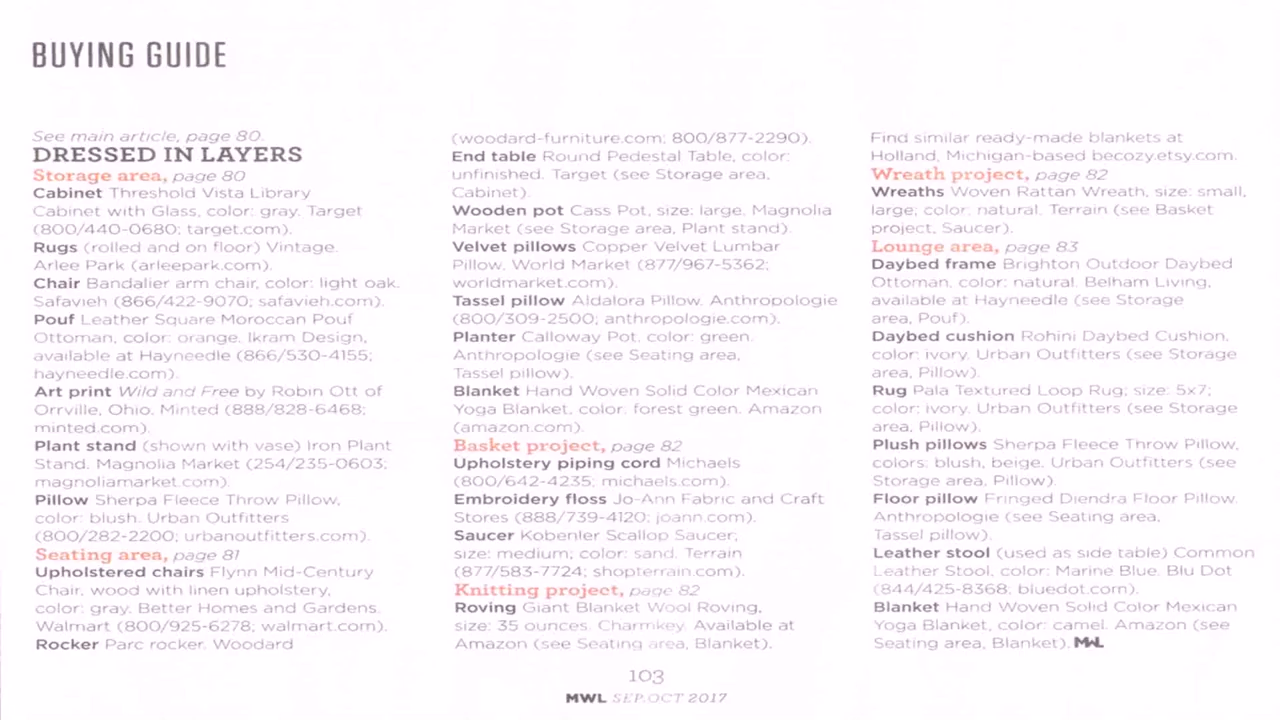 BUYING GUIDE
See main article, page 80.
DRESSED IN LAYERS
Storage area, page 80
Cabinet Threshold Vista Library
Cabinet with Glass, color: gray. Target
(800/440-0680; target.com).
Rugs (rolled and on floor) Vintage.
Arlee Park (arleepark.com).
Chair Bandalier arm chair, color: light oak.
Safavieh (866/422-9070; safavieh.com).
Pouf Leather Square Moroccan Pouf
Ottoman, color: orange. Ikram Design,
available at Hayneedle (866/530-4155;
hayneedle.com).
Art print Wild and Free by Robin Ott of
Orrville, Ohio. Minted (888/828-6468;
minted.com).
Plant stand (shown with vase) Iron Plant
Stand. Magnolia Market (254/235-0603;
magnoliamarket.com).
Pillow Sherpa Fleece Throw Pillow,
color: blush. Urban Outfitters
(800/282-2200; urbanoutfitters.com).
Seating area, page 81
Upholstered chairs Flynn Mid-Century
Chair, wood with linen upholstery,
color: gray. Better Homes and Gardens.
Walmart (800/925-6278; walmart.com).
Rocker Parc rocker. Woodard
(woodard-furniture.com; 800/877-2290).
End table Round Pedestal Table, color:
unfinished. Target (see Storage area,
Cabinet).
Wooden pot Cass Pot, size: large. Magnolia
Market (see Storage area, Plant stand).
Velvet pillows Copper Velvet Lumbar
Pillow. World Market (877/967-5362;
worldmarket.com).
Tassel pillow Aldalora Pillow. Anthropologie
(800/309-2500; anthropologie.com).
Planter Calloway Pot, color: green.
Anthropologie (see Seating area,
Tassel pillow).
Blanket Hand Woven Solid Color Mexican
Yoga Blanket, color: forest green. Amazon
(amazon.com).
Basket project, page 82
Upholstery piping cord Michaels
(800/642-4235; michaels.com).
Embroidery floss Jo-Ann Fabric and Craft
Stores (888/739-4120; joann.com).
Saucer Kobenler Scallop Saucer;
size: medium; color: sand. Terrain
(877/583-7724; shopterrain.com).
Knitting project, page 82
Roving Giant Blanket Wool Roving,
size: 35 ounces. Charmkey. Available at
Amazon (see Seating area, Blanket).
Find similar ready-made blankets at
Holland, Michigan-based becozy.etsy.com.
Wreath project, page 82
Wreaths Woven Rattan Wreath, size: small,
large; color: natural. Terrain (see Basket
project, Saucer).
Lounge area, page 83
Daybed frame Brighton Outdoor Daybed
Ottoman, color: natural. Belham Living,
available at Hayneedle (see Storage
area, Pouf).
Daybed cushion Rohini Daybed Cushion,
color: ivory. Urban Outfitters (see Storage
area, Pillow).
Rug Pala Textured Loop Rug; size: 5x7;
color: ivory. Urban Outfitters (see Storage
area, Pillow).
Plush pillows Sherpa Fleece Throw Pillow,
colors: blush, beige. Urban Outfitters (see
Storage area, Pillow).
Floor pillow Fringed Diendra Floor Pillow.
Anthropologie (see Seating area,
Tassel pillow).
Leather stool (used as side table) Common
Leather Stool, color: Marine Blue. Blu Dot
(844/425-8368; bluedot.com).
Blanket Hand Woven Solid Color Mexican
Yoga Blanket, color: camel. Amazon (see
Seating area, Blanket). MWL
103
MWL SEP.OCT 2017